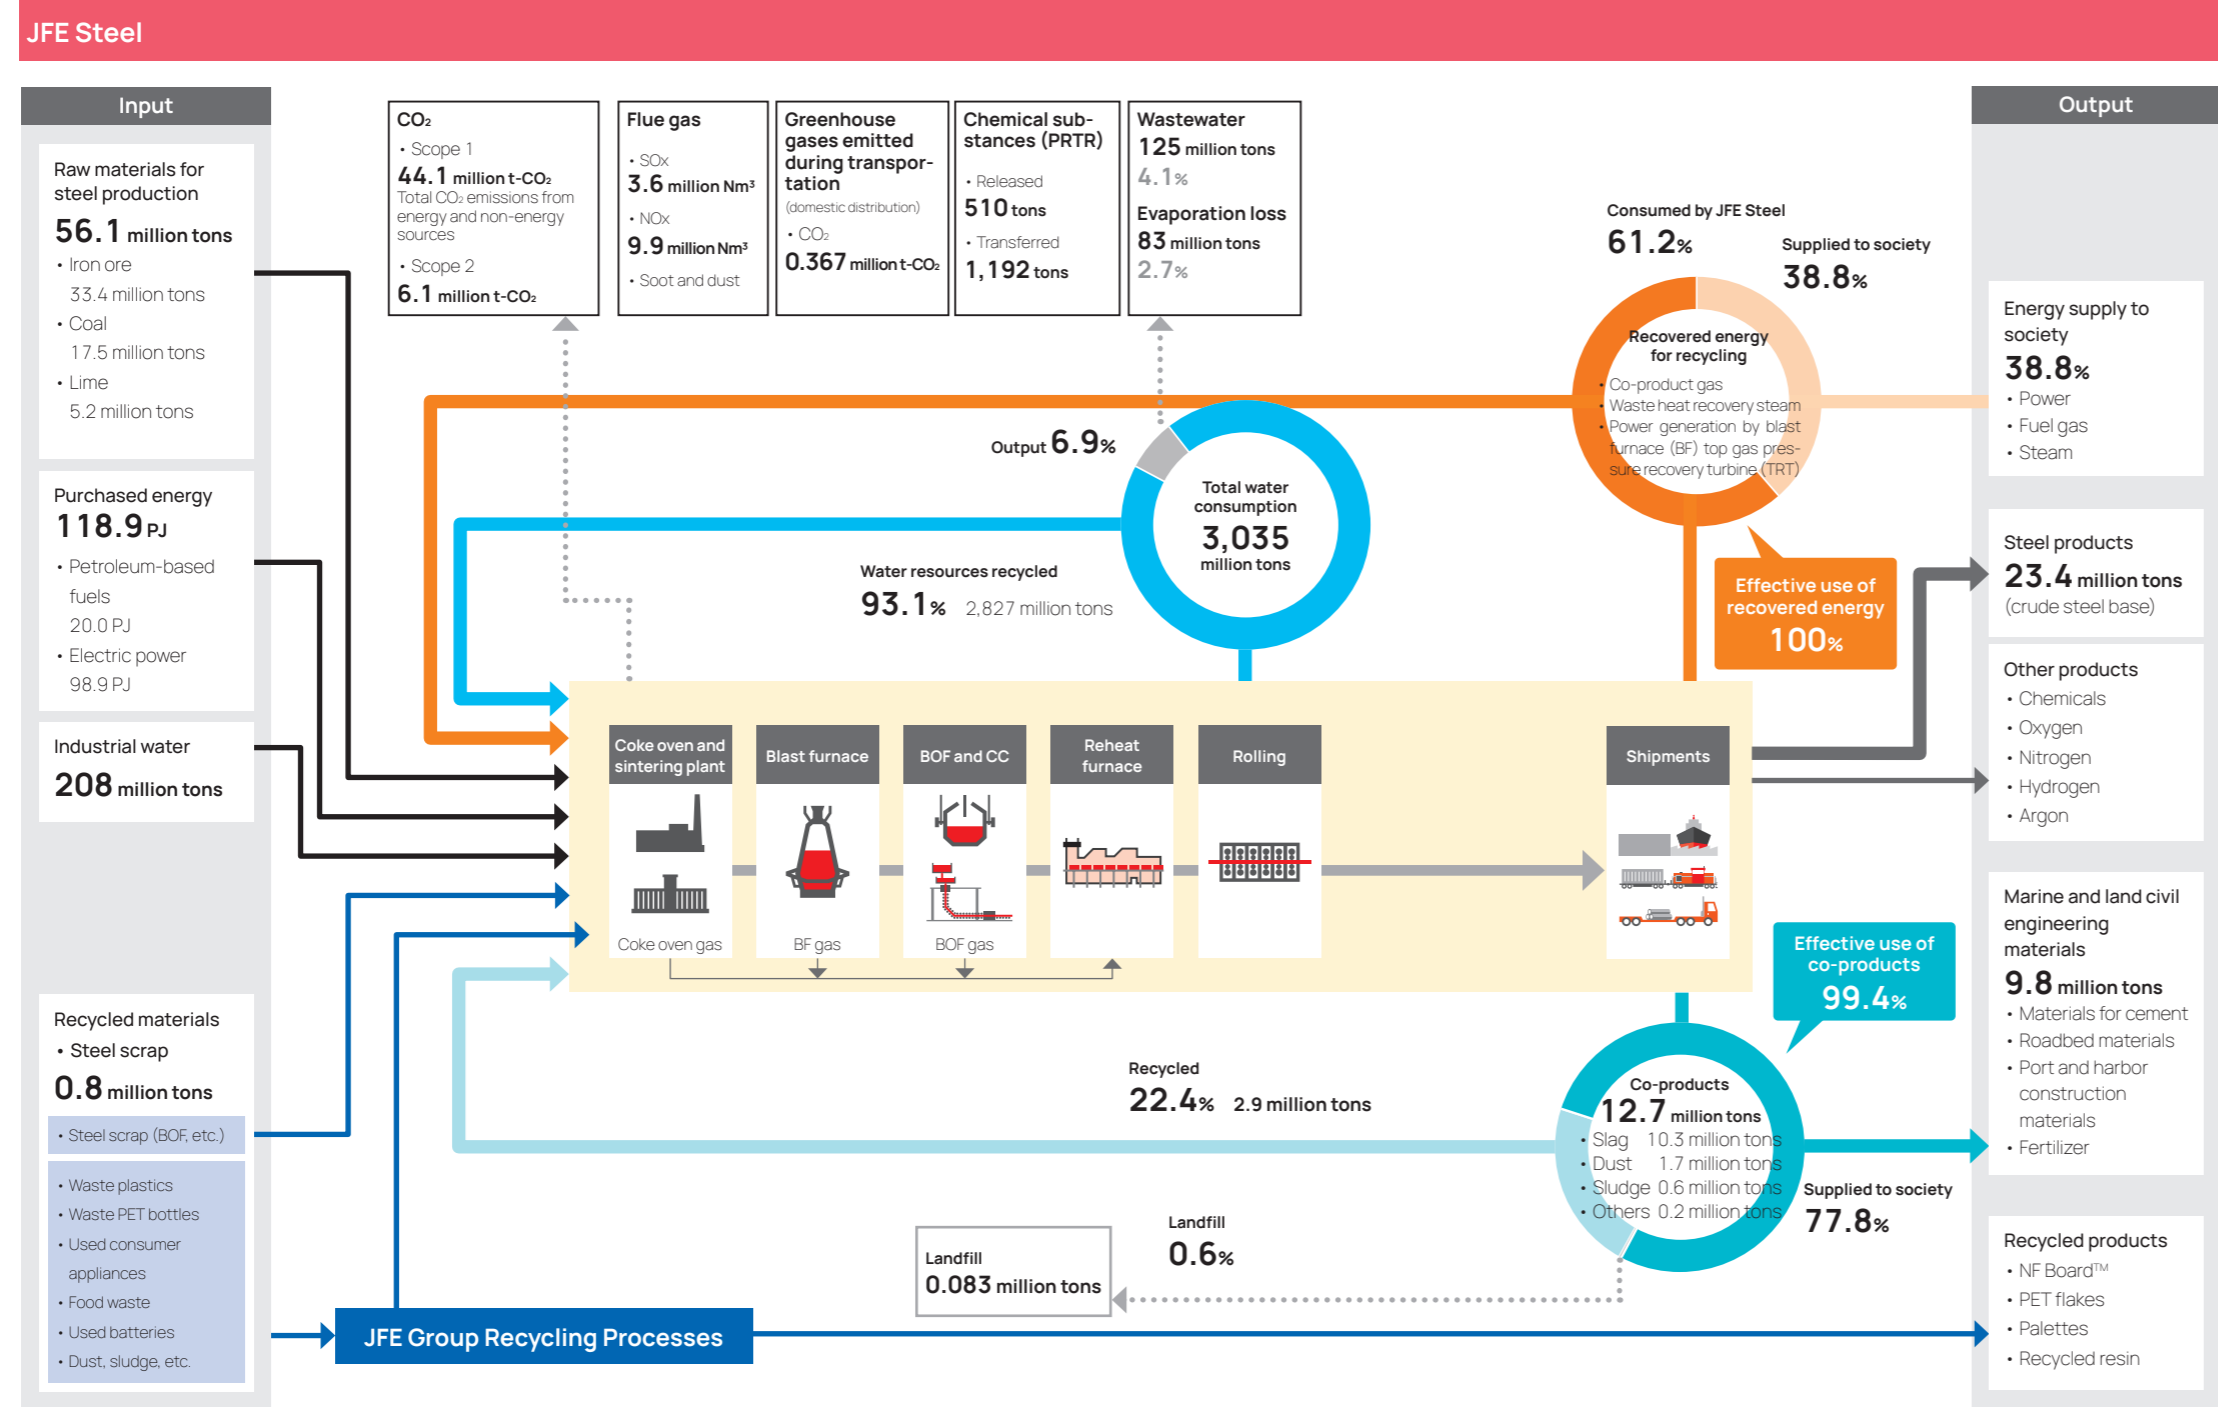 JFE Steel
Input
Raw materials for
steel production
56.1 million tons
• Iron ore
33.4 million tons
• Coal
17.5 million tons
• Lime
5.2 million tons
Purchased energy
118.9 PJ
• Petroleum-based
fuels
20.0 PJ
• Electric power
98.9 PJ
Industrial water
208 million tons
Recycled materials
• Steel scrap
0.8 million tons
• Steel scrap (BOF, etc.)
• Waste plastics
• Waste PET bottles
• Used consumer
appliances
• Food waste
• Used batteries
• Dust, sludge, etc.
CO₂
• Scope 1
44.1 million t-CO₂
Total CO₂ emissions from
energy and non-energy
sources
• Scope 2
6.1 million t-CO₂
Flue gas
• SOx
3.6 million Nm³
• NOx
9.9 million Nm³
• Soot and dust
Greenhouse
gases emitted
during transpor-
tation
(domestic distribution)
• CO₂
0.367 million t-CO₂
Chemical sub-
stances (PRTR)
• Released
510 tons
• Transferred
1,192 tons
Wastewater
125 million tons
4.1%
Evaporation loss
83 million tons
2.7%
Consumed by JFE Steel
61.2%
Supplied to society
38.8%
Recovered energy
for recycling
• Co-product gas
• Waste heat recovery steam
• Power generation by blast
furnace (BF) top gas pres-
sure recovery turbine (TRT)
Effective use of
recovered energy
100%
Output 6.9%
Total water
consumption
3,035
million tons
Water resources recycled
93.1% 2,827 million tons
Coke oven and
sintering plant
Coke oven gas
Blast furnace
BF gas
BOF and CC
BOF gas
Reheat
furnace
Rolling
Shipments
Effective use of
co-products
99.4%
Recycled
22.4% 2.9 million tons
Co-products
12.7 million tons
• Slag 10.3 million tons
• Dust 1.7 million tons
• Sludge 0.6 million tons
• Others 0.2 million tons
Supplied to society
77.8%
Landfill
0.6%
Landfill
0.083 million tons
JFE Group Recycling Processes
Output
Energy supply to
society
38.8%
• Power
• Fuel gas
• Steam
Steel products
23.4 million tons
(crude steel base)
Other products
• Chemicals
• Oxygen
• Nitrogen
• Hydrogen
• Argon
Marine and land civil
engineering
materials
9.8 million tons
• Materials for cement
• Roadbed materials
• Port and harbor
construction
materials
• Fertilizer
Recycled products
• NF Board™
• PET flakes
• Palettes
• Recycled resin